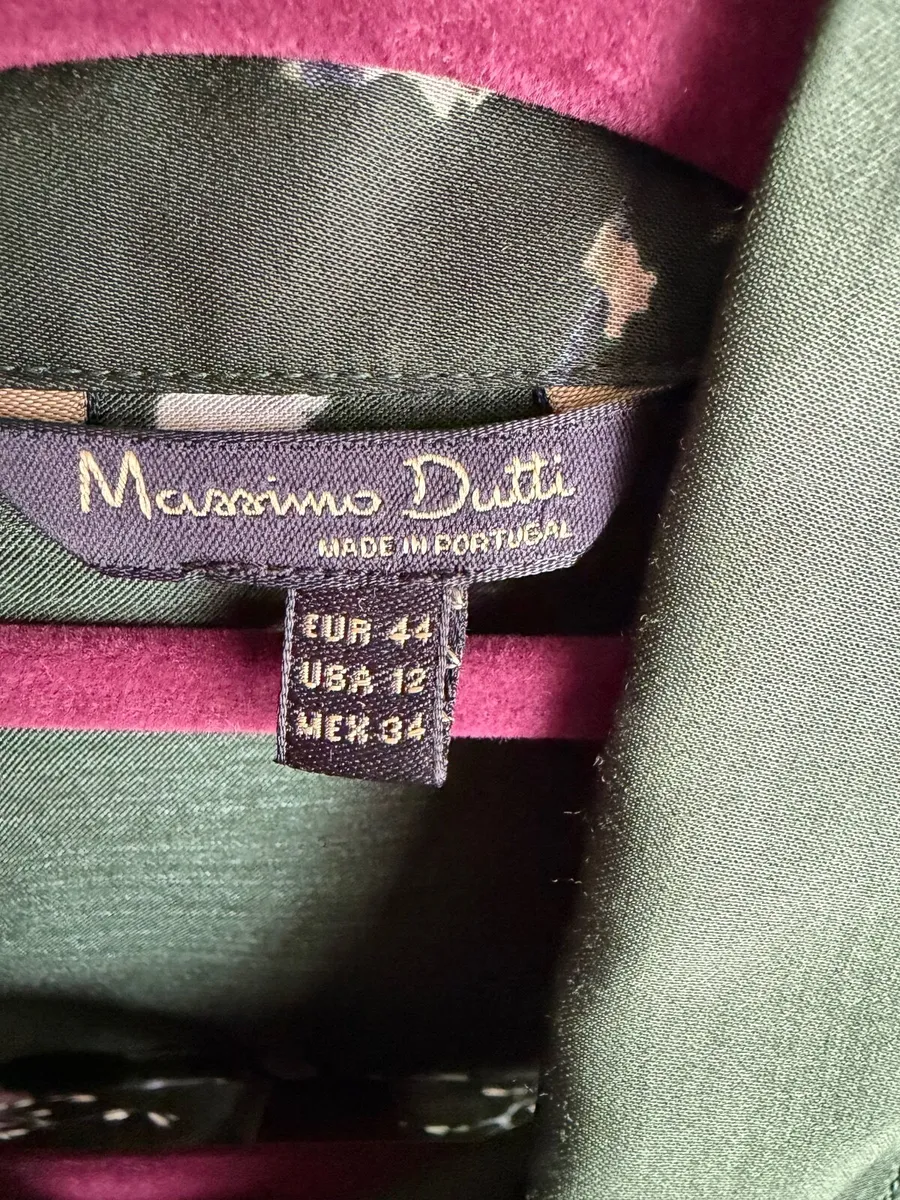 Massimo Dutti
MADE IN PORTUGAL
EUR 44
USA 12
MEX 34